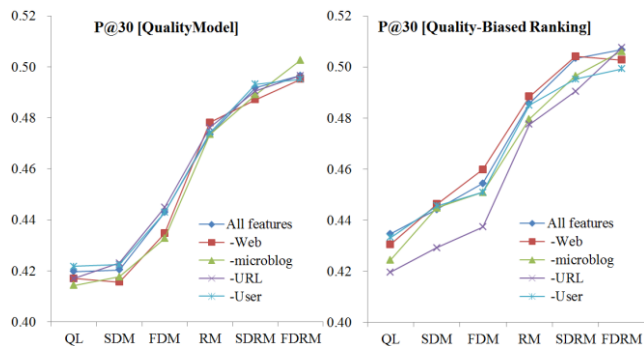 P@30 [QualityModel]
0.52
0.50
0.48
0.46
0.44
0.42
0.40
All features
-Web
-microblog
-URL
-User
QL SDM FDM RM SDRM FDRM
P@30 [Quality-Biased Ranking]
0.52
0.50
0.48
0.46
0.44
0.42
0.40
All features
-Web
-microblog
-URL
-User
QL SDM FDM RM SDRM FDRM